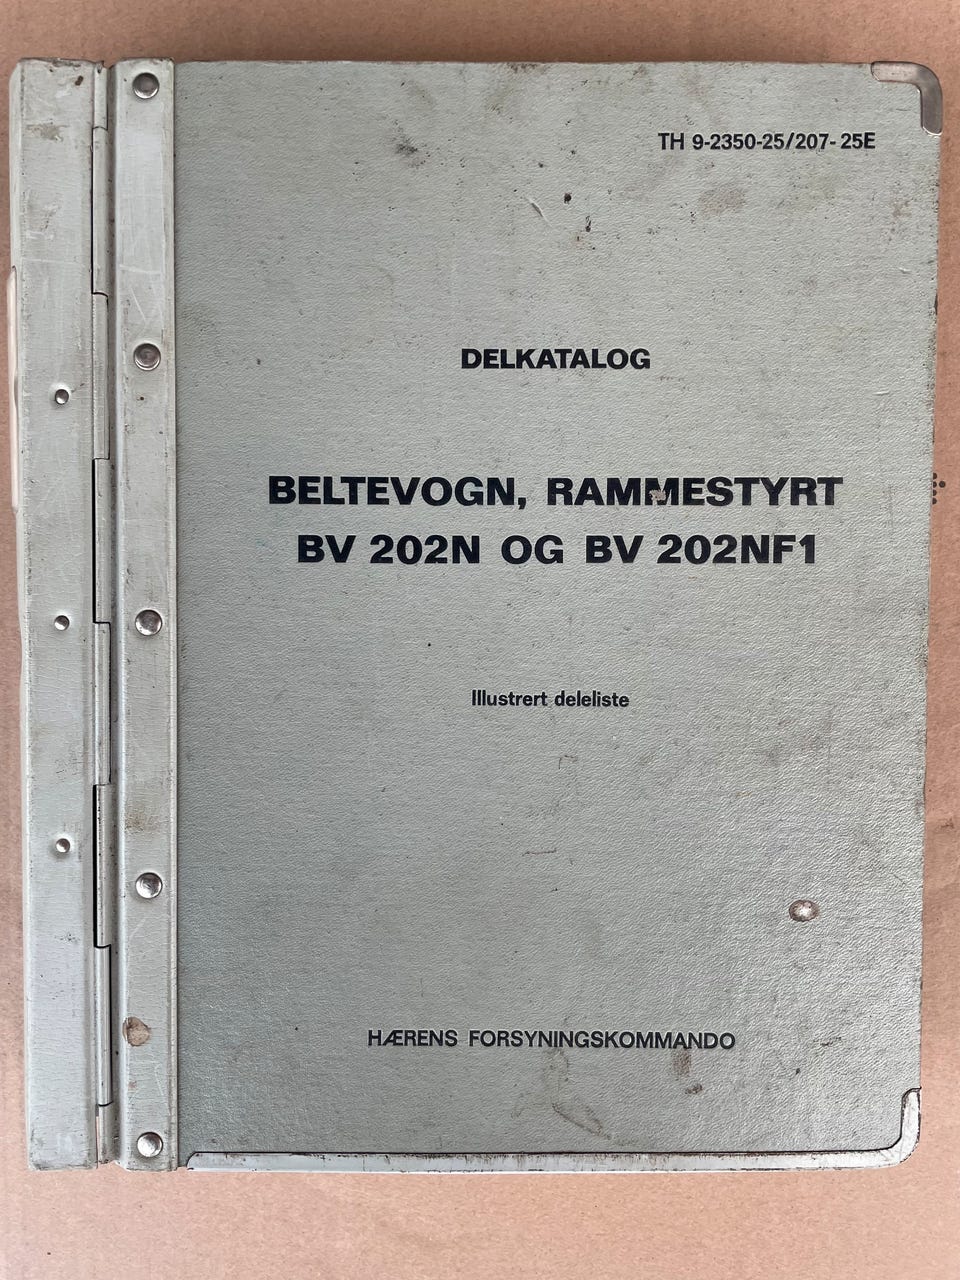 TH 9-2350-25/207-25E
DELKATALOG
BELTEVOGN, RAMMESTYRT
BV 202N OG BV 202NF1
Illustrert deleliste
HÆRENS FORSYNINGSKOMMANDO